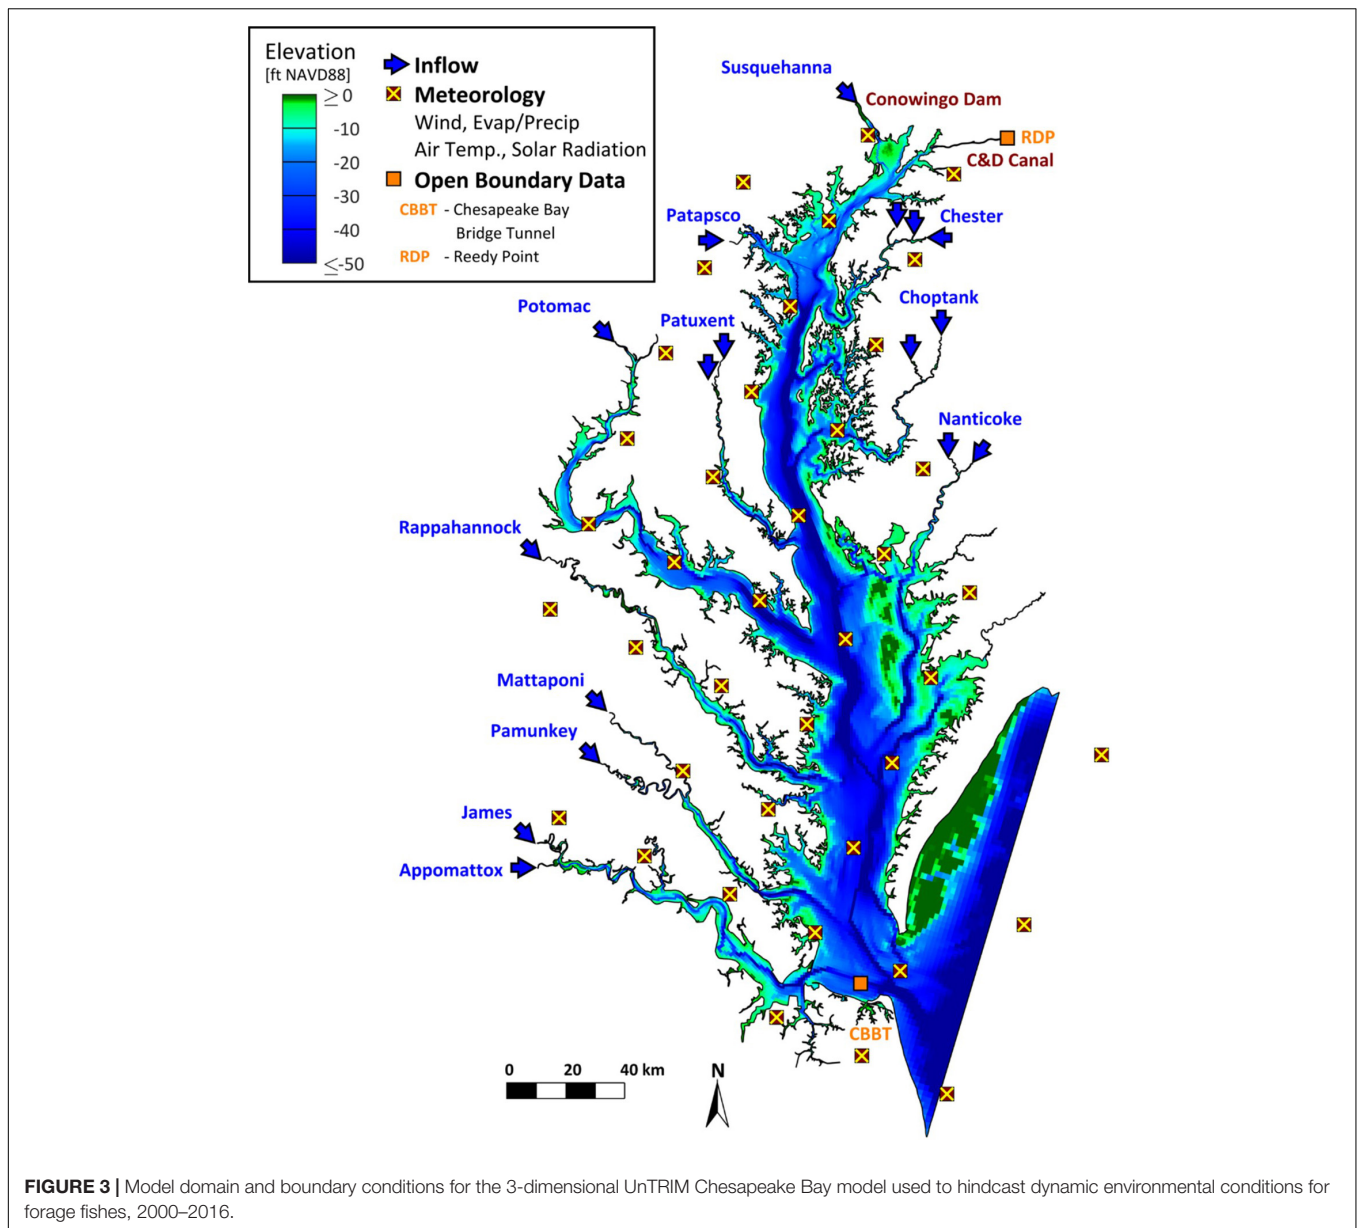 Elevation
[ft NAVD88]
≥ 0
-10
-20
-30
-40
≤-50
Inflow
Meteorology
Wind, Evap/Precip
Air Temp., Solar Radiation
Open Boundary Data
CBBT - Chesapeake Bay
Bridge Tunnel
RDP - Reedy Point
Susquehanna
Conowingo Dam
RDP
C&D Canal
Patapsco
Chester
Choptank
Potomac
Patuxent
Nanticoke
Rappahannock
Mattaponi
Pamunkey
James
Appomattox
CBBT
0 20 40 km
N
FIGURE 3 | Model domain and boundary conditions for the 3-dimensional UnTRIM Chesapeake Bay model used to hindcast dynamic environmental conditions for
forage fishes, 2000–2016.